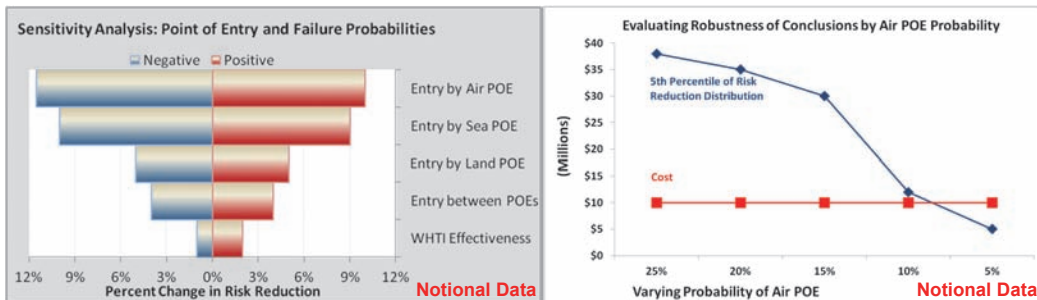 Sensitivity Analysis: Point of Entry and Failure Probabilities
Negative Positive
Entry by Air POE
Entry by Sea POE
Entry by Land POE
Entry between POEs
WHTI Effectiveness
12% 9% 6% 3% 0% 3% 6% 9% 12%
Percent Change in Risk Reduction
Notional Data
Evaluating Robustness of Conclusions by Air POE Probability
$40
$35
$30
$25
$20
$15
$10
$5
$0
(Millions)
5th Percentile of Risk
Reduction Distribution
Cost
25% 20% 15% 10% 5%
Varying Probability of Air POE
Notional Data